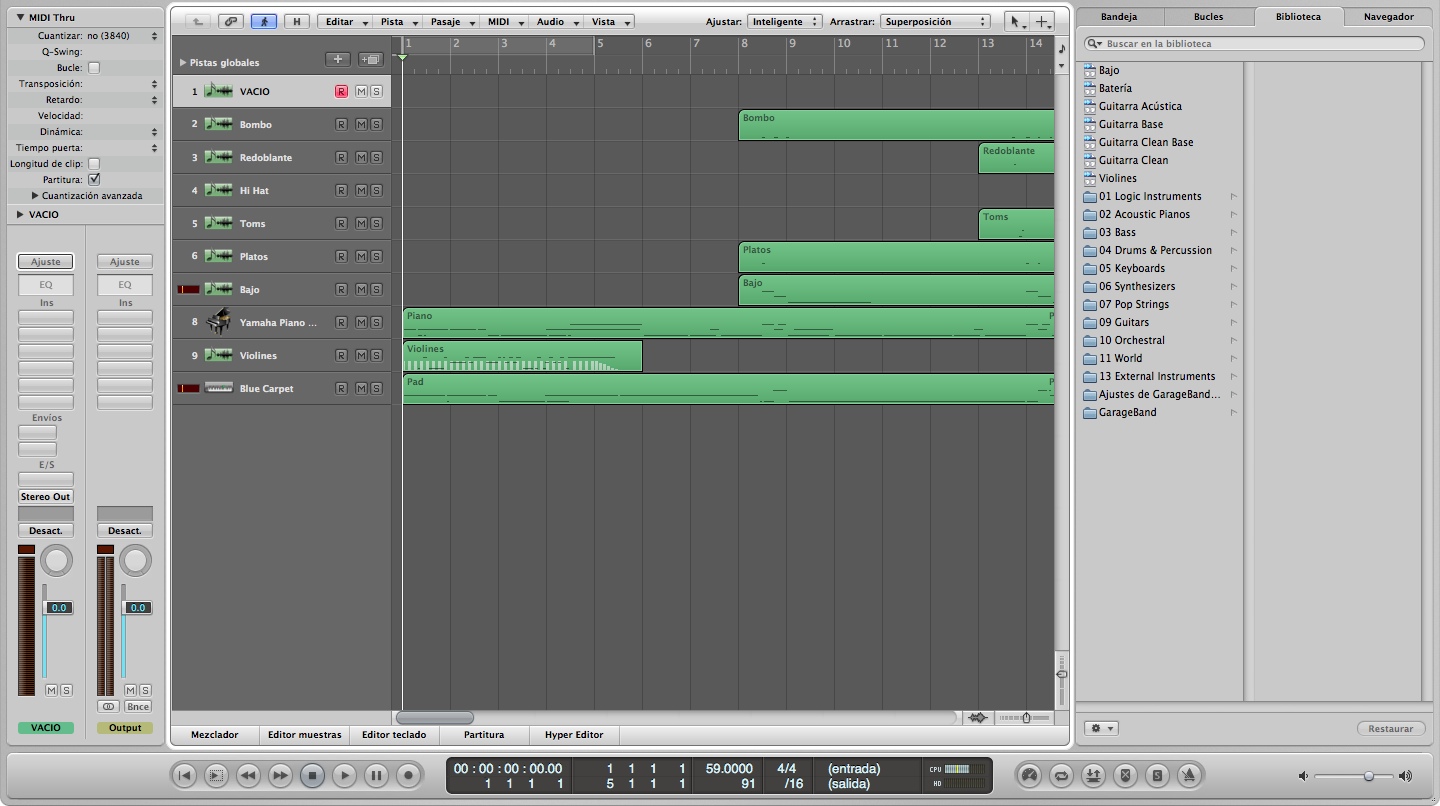 MIDI Thru
Cuantizar: no (3840)
Q-Swing:
Bucle:
Transposición:
Retardo:
Velocidad:
Dinámica:
Tiempo puerta:
Longitud de clip:
Partitura:
Cuantización avanzada
VACIO
Ajuste Ajuste
EQ EQ
Ins Ins
Envíos
E/S
Stereo Out
Desact. Desact.
0.0 0.0
M S M S
Bnce
VACIO Output
H Editar Pista Pasaje MIDI Audio Vista Ajustar: Inteligente Arrastrar: Superposición
Pistas globales
1 2 3 4 5 6 7 8 9 10 11 12 13 14
1 VACIO R M S
2 Bombo R M S
3 Redoblante R M S
4 Hi Hat R M S
5 Toms R M S
6 Platos R M S
Bajo R M S
8 Yamaha Piano ... R M S
9 Violines R M S
Blue Carpet R M S
Bombo
Redoblante
Toms
Platos
Bajo
Piano P
Violines
Pad P
Mezclador Editor muestras Editor teclado Partitura Hyper Editor
00 : 00 : 00 : 00.00 1 1 1 1 59.0000 4/4 (entrada) CPU
1 1 1 1 5 1 1 1 91 /16 (salida) HD
S
Bandeja Bucles Biblioteca Navegador
Buscar en la biblioteca
Bajo
Batería
Guitarra Acústica
Guitarra Base
Guitarra Clean Base
Guitarra Clean
Violines
01 Logic Instruments
02 Acoustic Pianos
03 Bass
04 Drums & Percussion
05 Keyboards
06 Synthesizers
07 Pop Strings
09 Guitars
10 Orchestral
11 World
13 External Instruments
Ajustes de GarageBand...
GarageBand
Restaurar